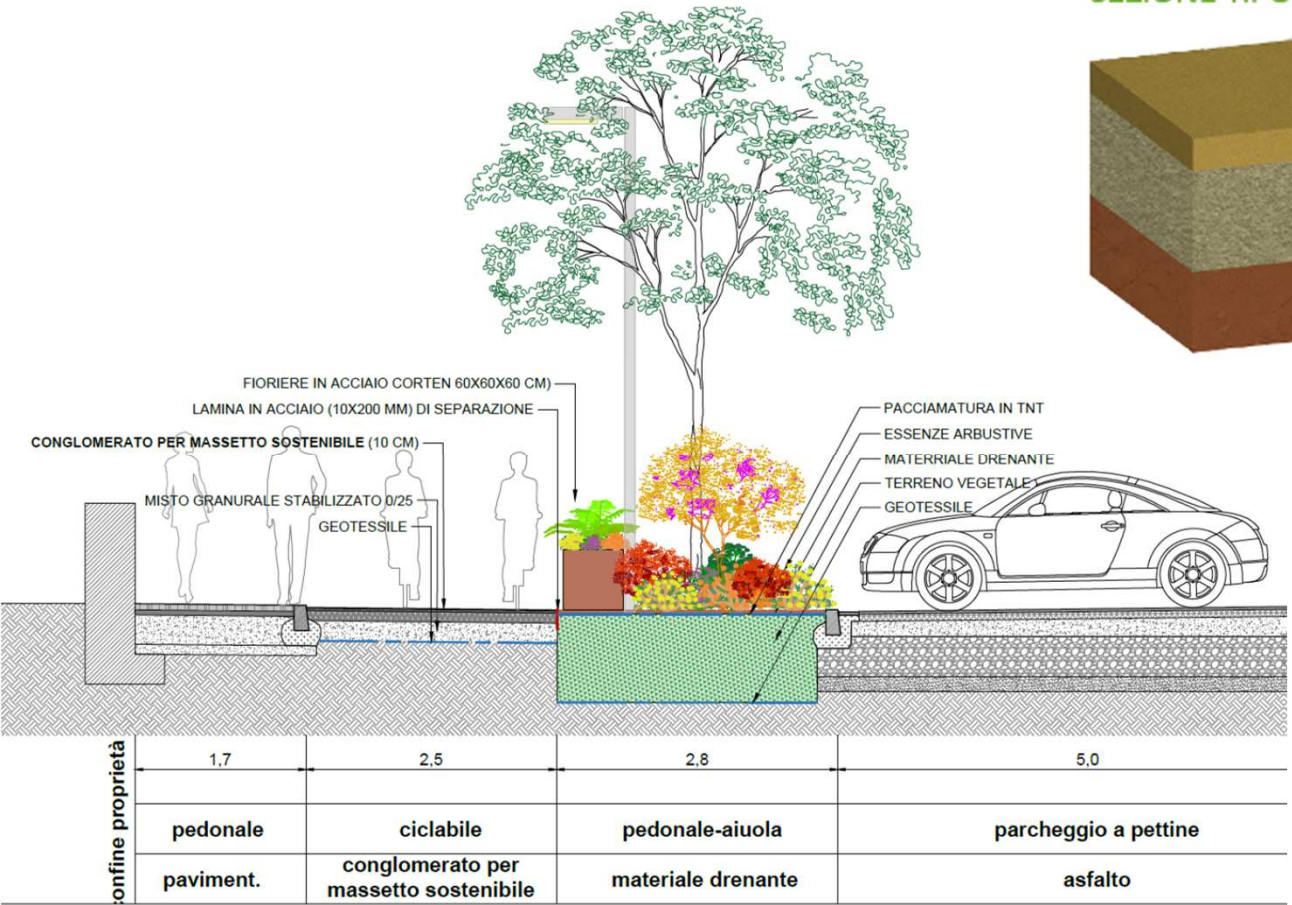 FIORIERE IN ACCIAIO CORTEN 60X60X60 CM)
LAMINA IN ACCIAIO (10X200 MM) DI SEPARAZIONE
CONGLOMERATO PER MASSETTO SOSTENIBILE (10 CM)
MISTO GRANURALE STABILIZZATO 0/25
GEOTESSILE
PACCIAMATURA IN TNT
ESSENZE ARBUSTIVE
MATERRIALE DRENANTE
TERRENO VEGETALE
GEOTESSILE
confine proprietà
1,7
2,5
2,8
5,0
pedonale
ciclabile
pedonale-aiuola
parcheggio a pettine
paviment.
conglomerato per
massetto sostenibile
materiale drenante
asfalto